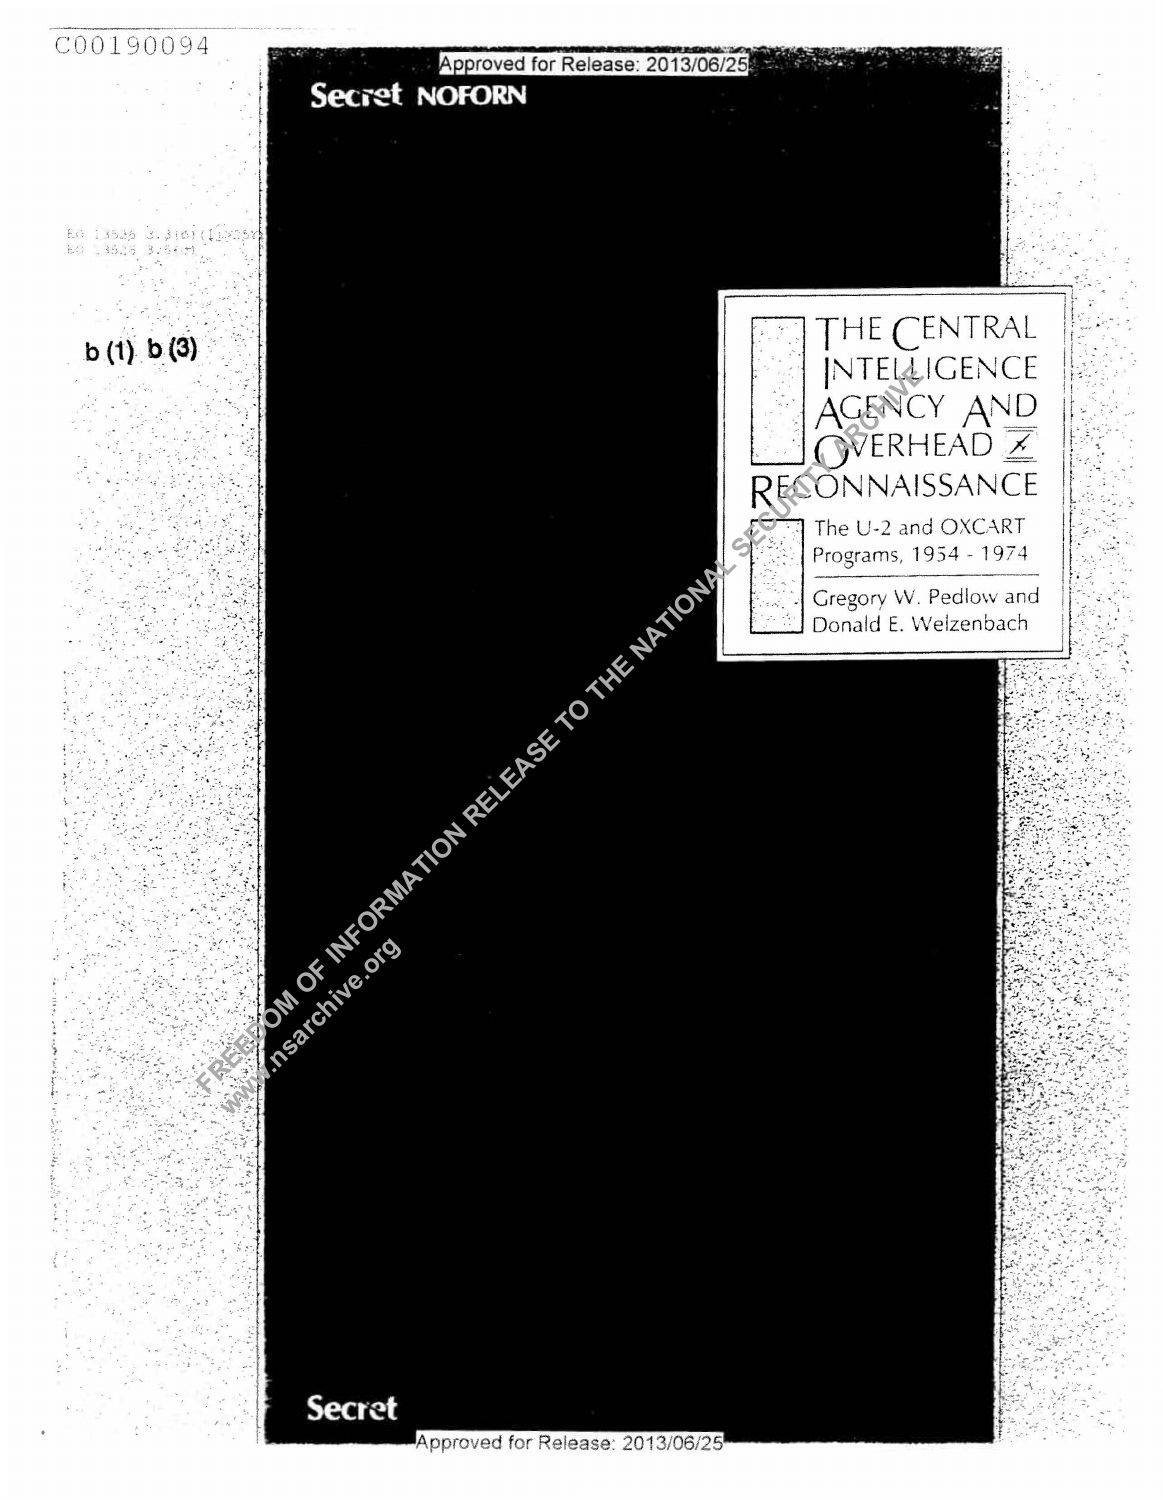 C00190094
Approved for Release: 2013/06/25
Secret NOFORN
b (1) b (3)
THE CENTRAL
INTELLIGENCE
AGENCY AND
OVERHEAD
RECONNAISSANCE
The U-2 and OXCART
Programs, 1954 - 1974
Gregory W. Pedlow and
Donald E. Welzenbach
FREEDOM OF INFORMATION RELEASE TO THE NATIONAL SECURITY ARCHIVE
www.nsarchive.org
Secret
Approved for Release: 2013/06/25